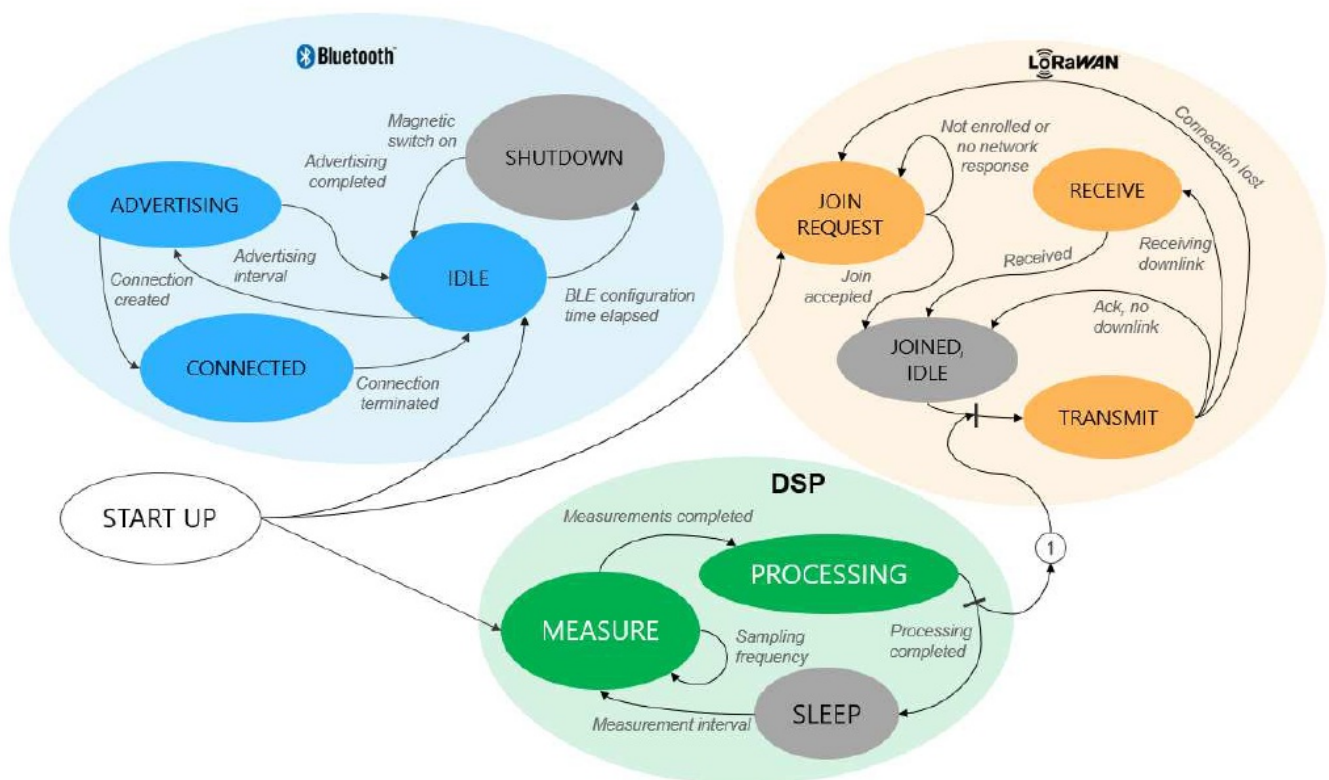 Bluetooth
Magnetic
switch on
Advertising
completed
SHUTDOWN
ADVERTISING
Advertising
interval
IDLE
Connection
created
BLE configuration
time elapsed
CONNECTED
Connection
terminated
LoRaWAN
Not enrolled or
no network
response
Connection lost
JOIN
REQUEST
RECEIVE
Receiving
downlink
Received
Join
accepted
Ack, no
downlink
JOINED,
IDLE
TRANSMIT
START UP
DSP
Measurements completed
PROCESSING
1
MEASURE
Sampling
frequency
Processing
completed
SLEEP
Measurement interval